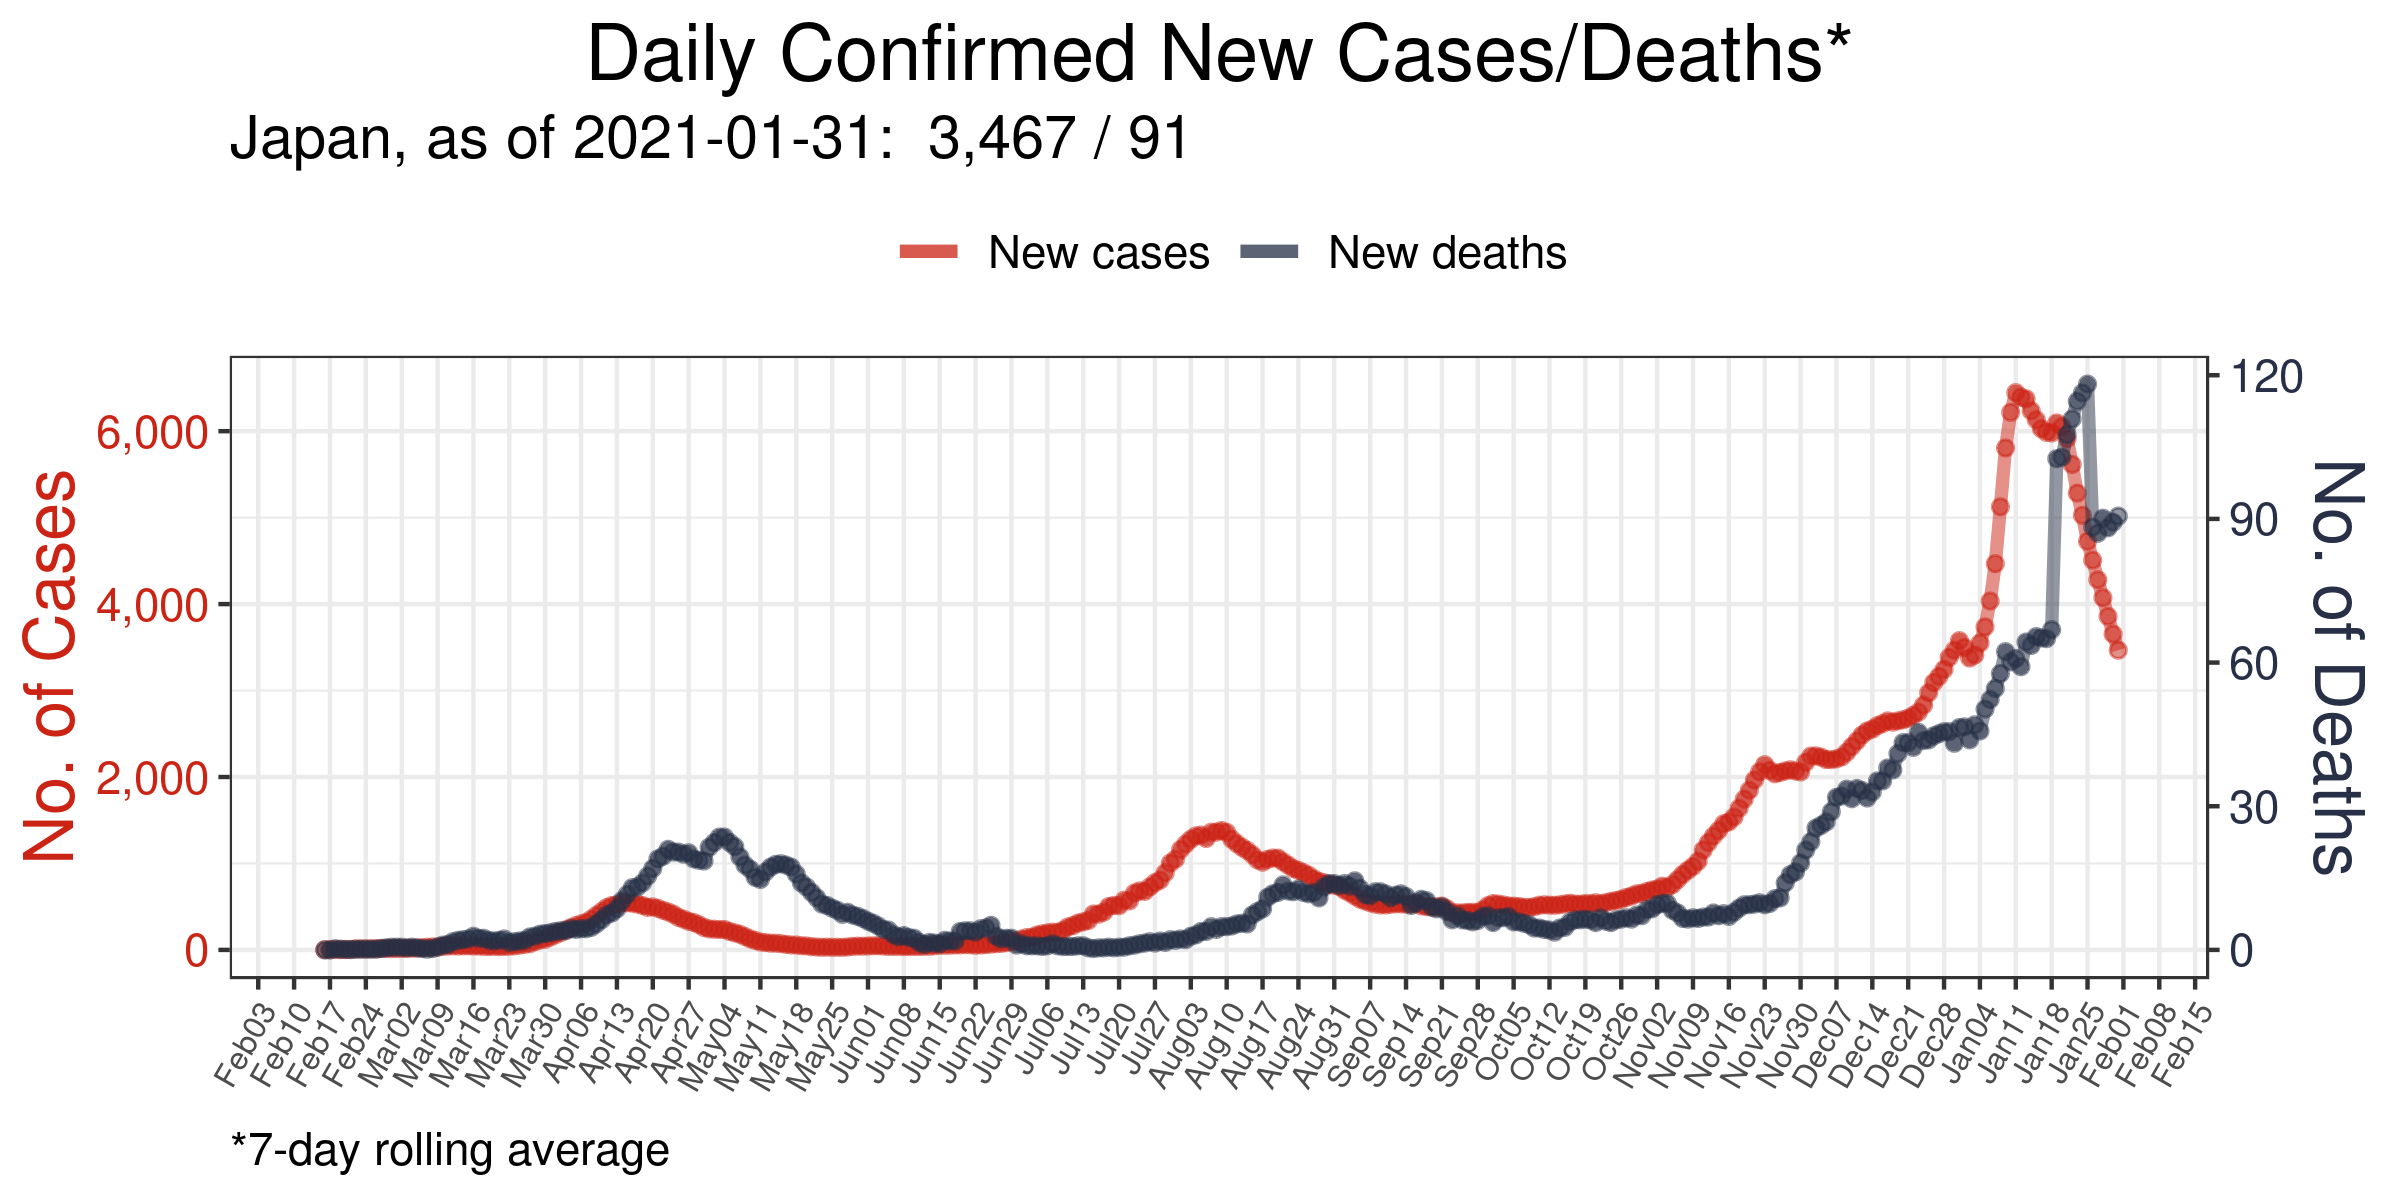 Daily Confirmed New Cases/Deaths*
Japan, as of 2021-01-31:  3,467 / 91
New cases
New deaths
No. of Cases
6,000
4,000
2,000
0
120
90
60
30
0
No. of Deaths
Feb03
Feb10
Feb17
Feb24
Mar02
Mar09
Mar16
Mar23
Mar30
Apr06
Apr13
Apr20
Apr27
May04
May11
May18
May25
Jun01
Jun08
Jun15
Jun22
Jun29
Jul06
Jul13
Jul20
Jul27
Aug03
Aug10
Aug17
Aug24
Aug31
Sep07
Sep14
Sep21
Sep28
Oct05
Oct12
Oct19
Oct26
Nov02
Nov09
Nov16
Nov23
Nov30
Dec07
Dec14
Dec21
Dec28
Jan04
Jan11
Jan18
Jan25
Feb01
Feb08
Feb15
*7-day rolling average